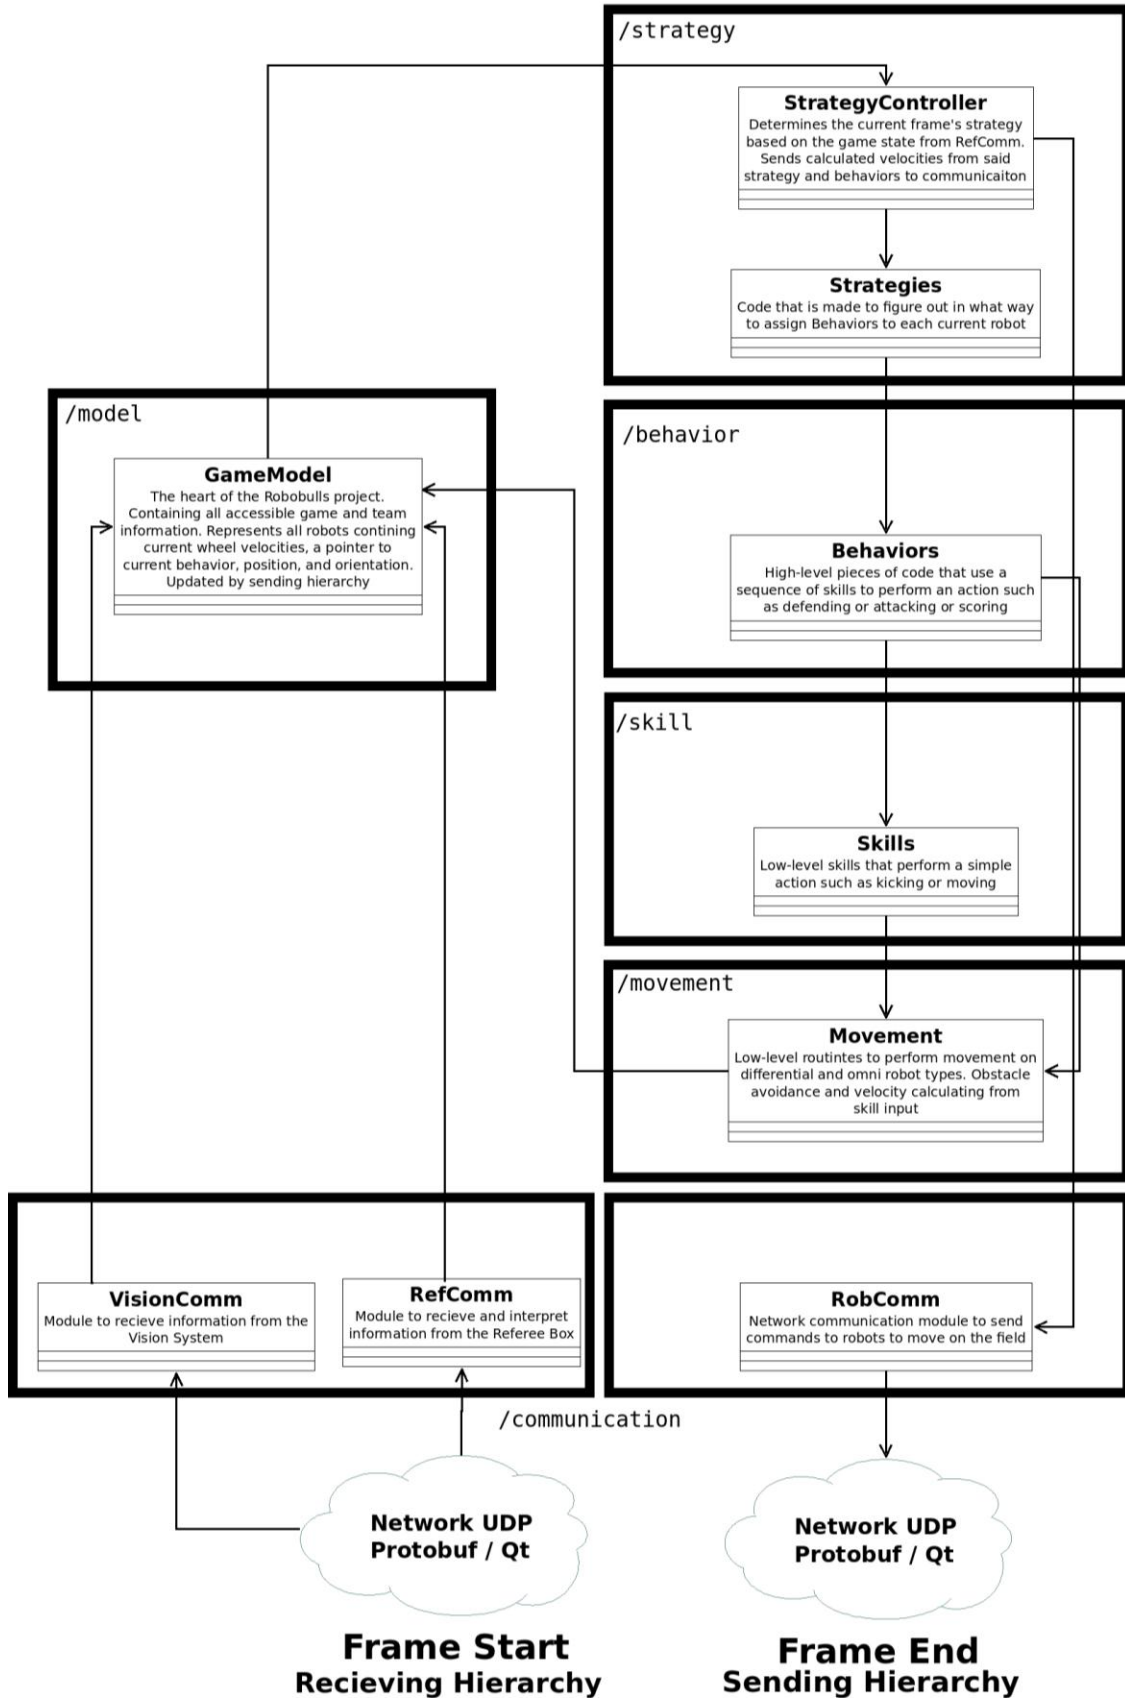 /strategy
StrategyController
Determines the current frame's strategy
based on the game state from RefComm.
Sends calculated velocities from said
strategy and behaviors to communicaiton
Strategies
Code that is made to figure out in what way
to assign Behaviors to each current robot
/model
GameModel
The heart of the Robobulls project.
Containing all accessible game and team
information. Represents all robots contining
current wheel velocities, a pointer to
current behavior, position, and orientation.
Updated by sending hierarchy
/behavior
Behaviors
High-level pieces of code that use a
sequence of skills to perform an action such
as defending or attacking or scoring
/skill
Skills
Low-level skills that perform a simple
action such as kicking or moving
/movement
Movement
Low-level routintes to perform movement on
differential and omni robot types. Obstacle
avoidance and velocity calculating from
skill input
VisionComm
Module to recieve information from the
Vision System
RefComm
Module to recieve and interpret
information from the Referee Box
RobComm
Network communication module to send
commands to robots to move on the field
/communication
Network UDP
Protobuf / Qt
Network UDP
Protobuf / Qt
Frame Start
Recieving Hierarchy
Frame End
Sending Hierarchy